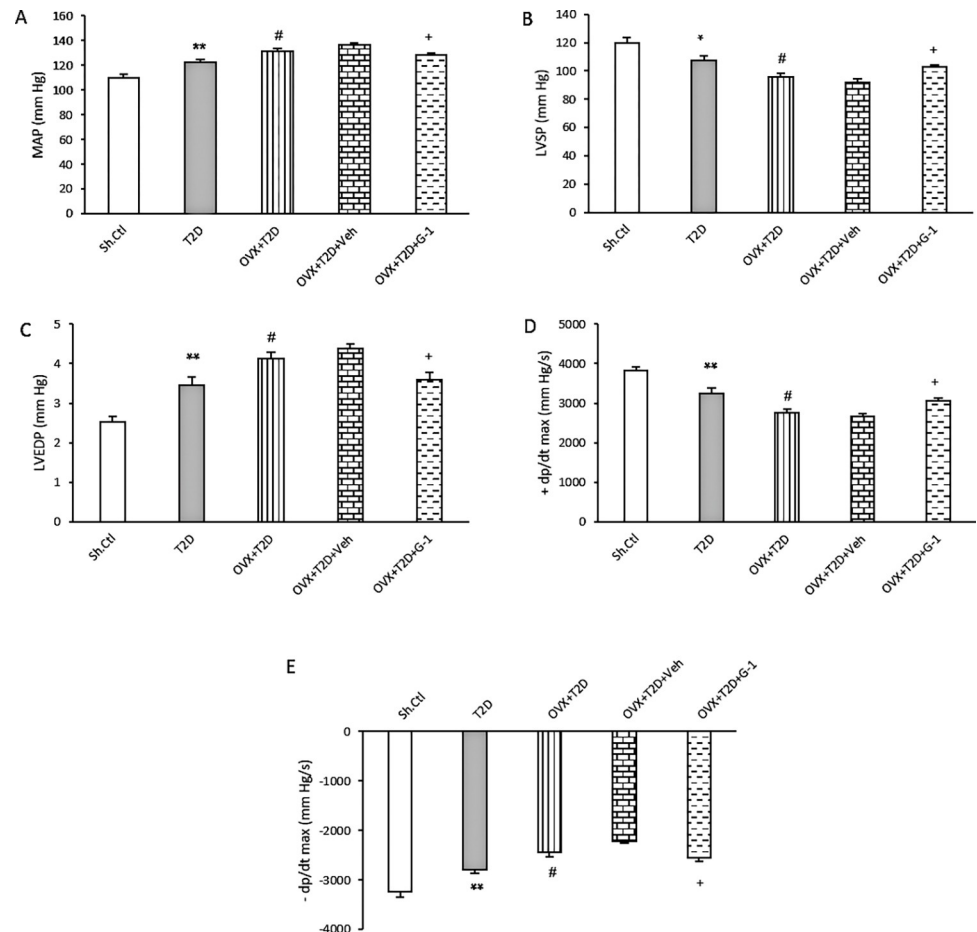 A
MAP (mm Hg)
160
140
120
100
80
60
40
20
0
**
#
+
Sh.Ctl
T2D
OVX+T2D
OVX+T2D+Veh
OVX+T2D+G-1
B
LVSP (mm Hg)
140
120
100
80
60
40
20
0
*
#
+
Sh.Ctl
T2D
OVX+T2D
OVX+T2D+Veh
OVX+T2D+G-1
C
LVEDP (mm Hg)
5
4
3
2
1
0
**
#
+
Sh.Ctl
T2D
OVX+T2D
OVX+T2D+Veh
OVX+T2D+G-1
D
+ dp/dt max (mm Hg/s)
5000
4000
3000
2000
1000
0
**
#
+
Sh.Ctl
T2D
OVX+T2D
OVX+T2D+Veh
OVX+T2D+G-1
E
Sh.Ctl
T2D
OVX+T2D
OVX+T2D+Veh
OVX+T2D+G-1
- dp/dt max (mm Hg/s)
0
-1000
-2000
-3000
-4000
**
#
+